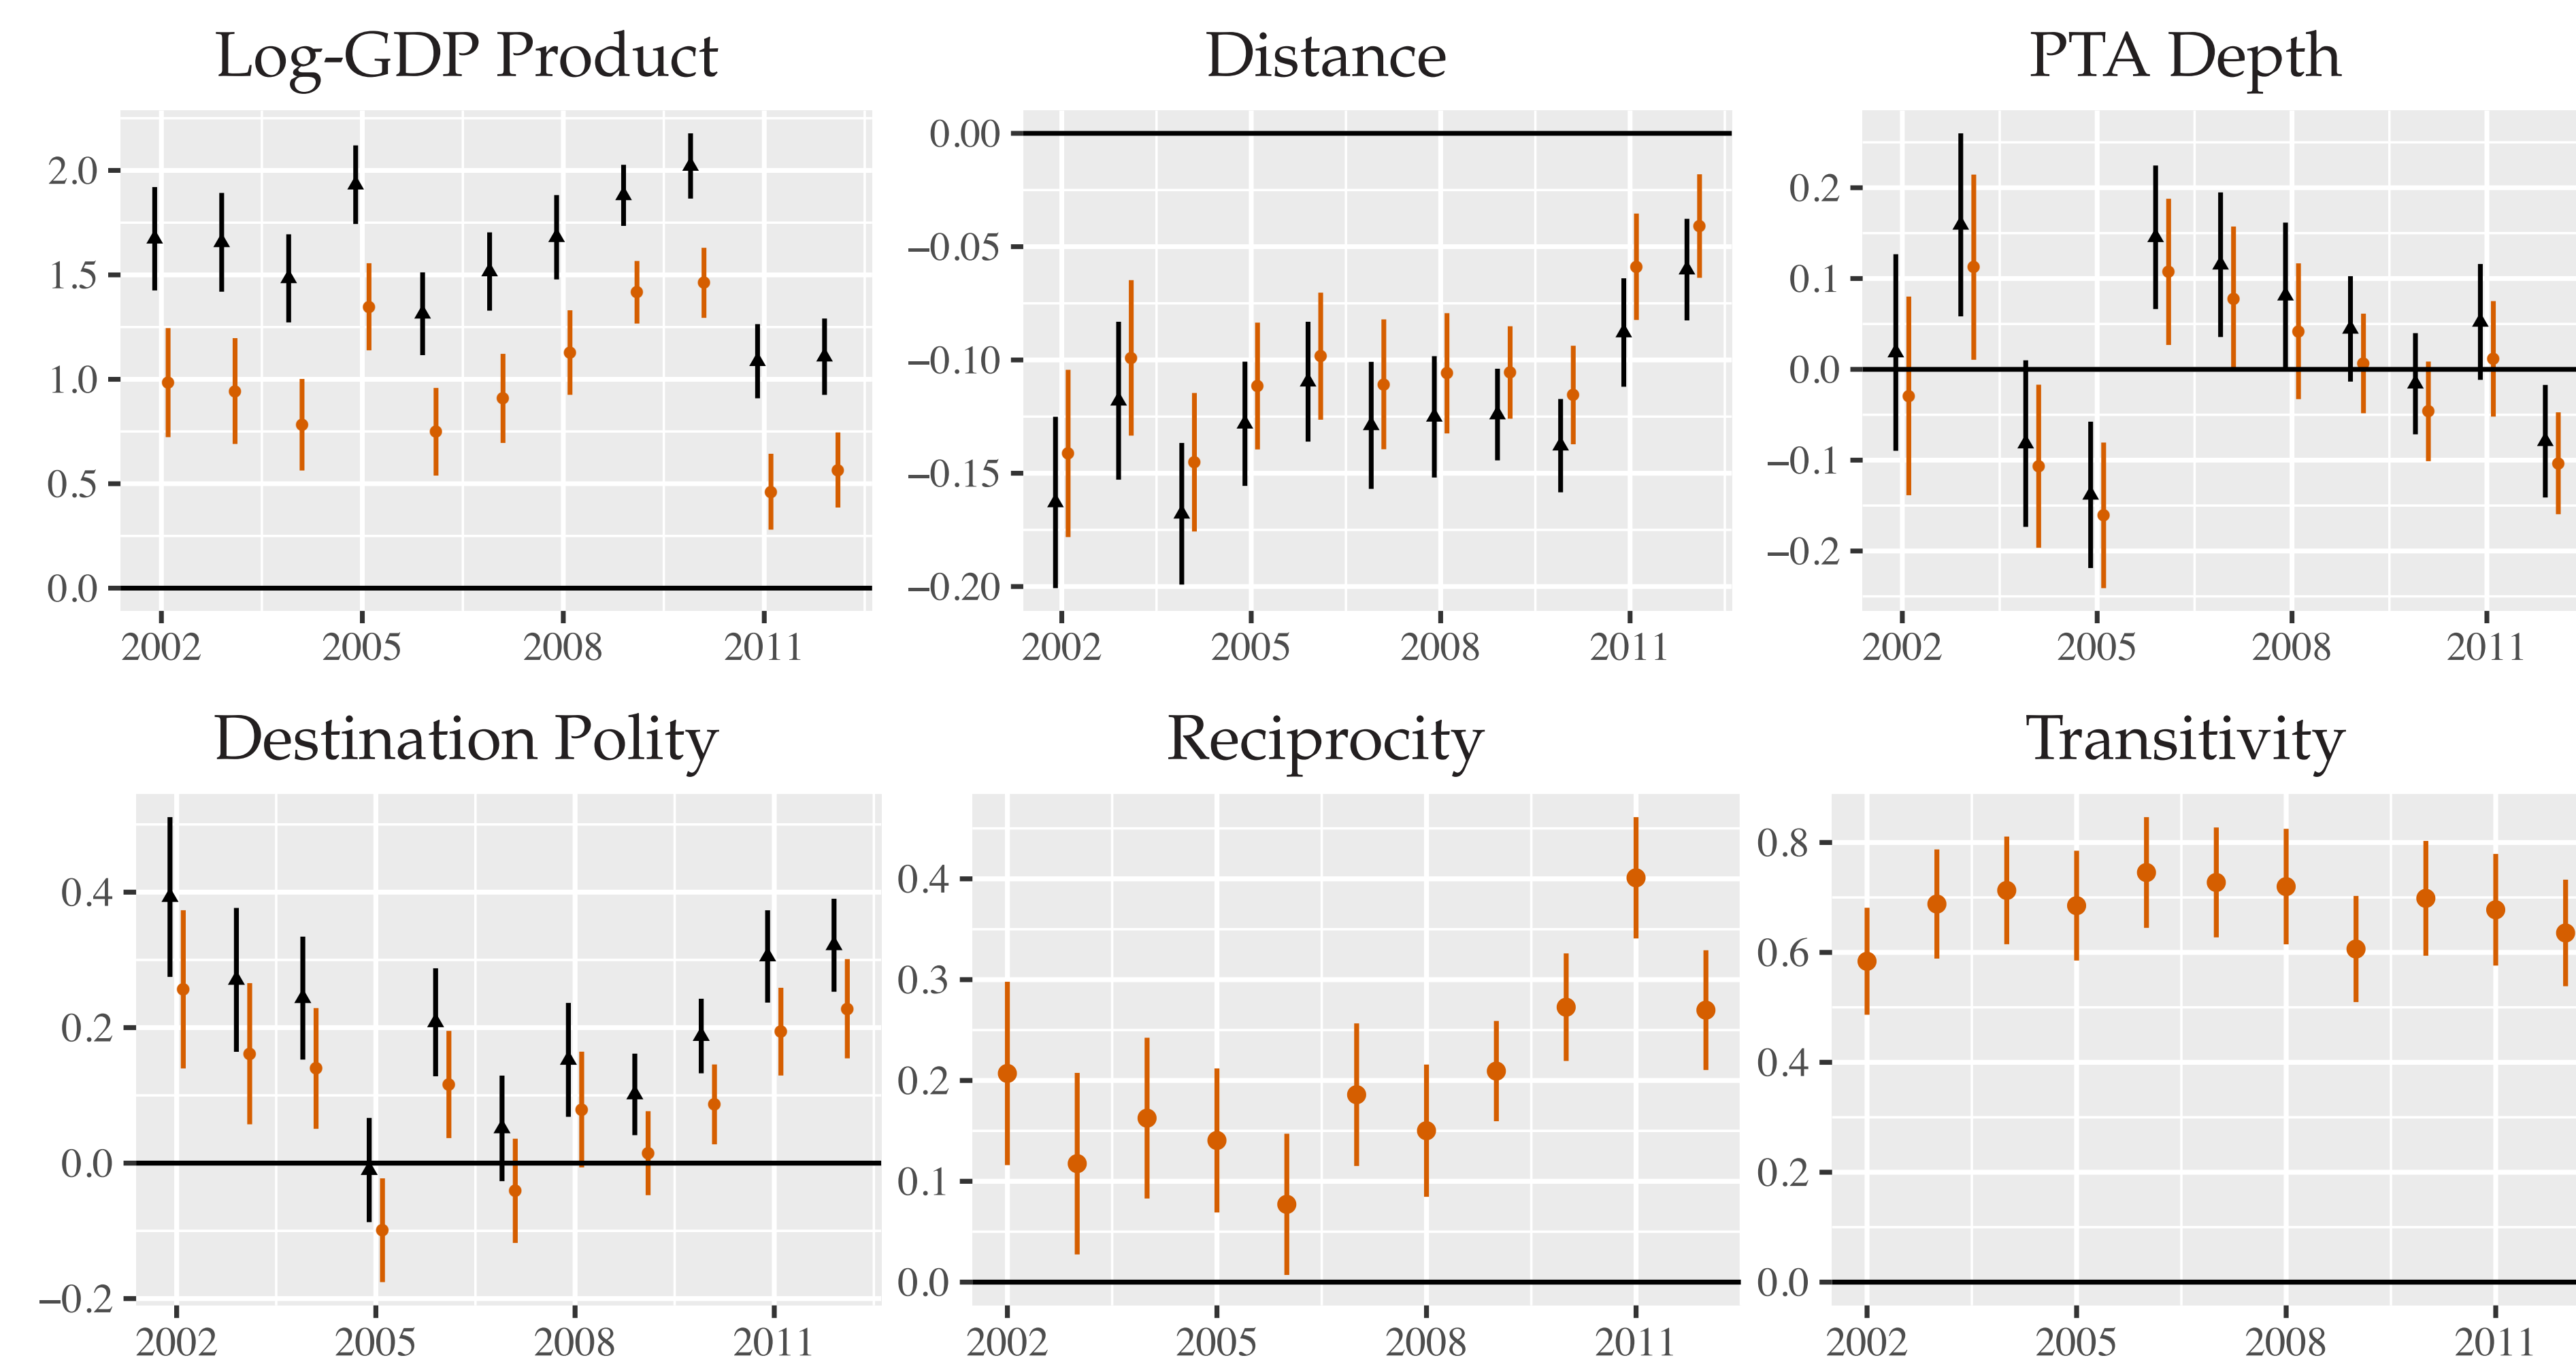 Log-GDP Product
Distance
PTA Depth
2.0
1.5
1.0
0.5
0.0
2002 2005 2008 2011
0.00
−0.05
−0.10
−0.15
−0.20
2002 2005 2008 2011
0.2
0.1
0.0
−0.1
−0.2
2002 2005 2008 2011
Destination Polity
Reciprocity
Transitivity
0.4
0.2
0.0
−0.2
2002 2005 2008 2011
0.4
0.3
0.2
0.1
0.0
2002 2005 2008 2011
0.8
0.6
0.4
0.2
0.0
2002 2005 2008 2011